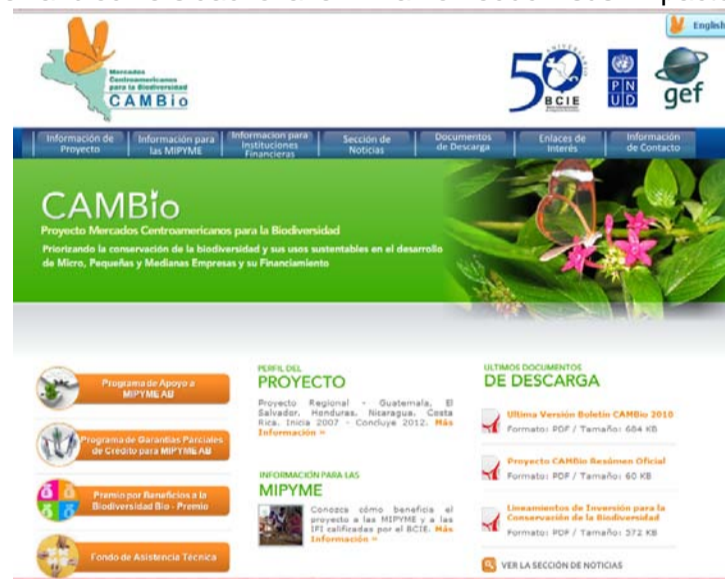 English
Mercados
Centroamericanos
para la Biodiversidad
CAMBio
50
ANIVERSARIO
BCIE
PN
UD
gef
Información de
Proyecto
Información para
las MIPYME
Información para
Instituciones
Financieras
Sección de
Noticias
Documentos
de Descarga
Enlaces de
Interés
Información
de Contacto
CAMBio
Proyecto Mercados Centroamericanos para la Biodiversidad
Priorizando la conservación de la biodiversidad y sus usos sustentables en el desarrollo
de Micro, Pequeñas y Medianas Empresas y su Financiamiento
Programa de Apoyo a
MIPYME AB
Programa de Garantías Parciales
de Crédito para MIPYME AB
Premio por Beneficios a la
Biodiversidad Bio - Premio
Fondo de Asistencia Técnica
PERFIL DEL
PROYECTO
Proyecto Regional - Guatemala, El
Salvador, Honduras, Nicaragua, Costa
Rica. Inicia 2007 - Concluye 2012. Más
Información »
INFORMACIÓN PARA LAS
MIPYME
Conozca cómo beneficia el
proyecto a las MIPYME y a las
IFI calificadas por el BCIE. Más
Información »
ULTIMOS DOCUMENTOS
DE DESCARGA
Ultima Versión Boletín CAMBio 2010
Formato: PDF / Tamaño: 684 KB
Proyecto CAMBio Resúmen Oficial
Formato: PDF / Tamaño: 60 KB
Lineamientos de Inversión para la
Conservación de la Biodiversidad
Formato: PDF / Tamaño: 372 KB
VER LA SECCIÓN DE NOTICIAS